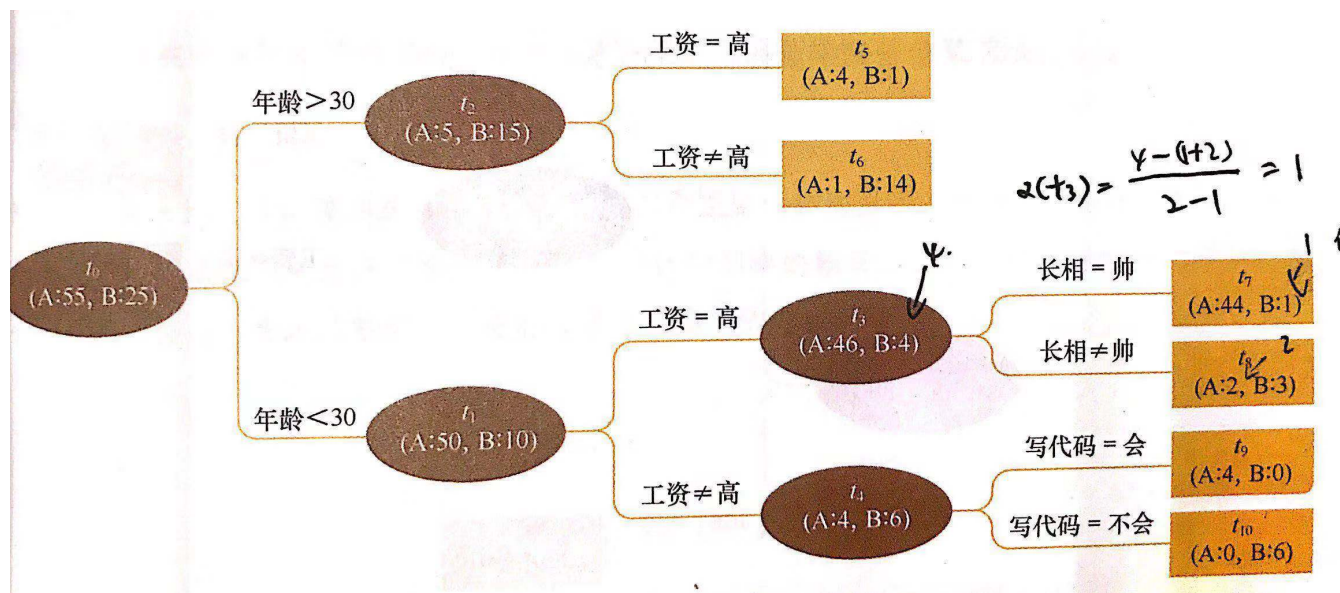 工资 = 高
t5
(A:4, B:1)
年龄>30
t2
(A:5, B:15)
工资≠高
t6
(A:1, B:14)
α(t3) = 4-(1+2) / 2-1 = 1
t0
(A:55, B:25)
4.
1
长相 = 帅
t7
(A:44, B:1)
工资 = 高
t3
(A:46, B:4)
长相≠帅
t8
2
(A:2, B:3)
年龄<30
t1
(A:50, B:10)
写代码 = 会
t9
(A:4, B:0)
工资≠高
t4
(A:4, B:6)
写代码 = 不会
t10
(A:0, B:6)